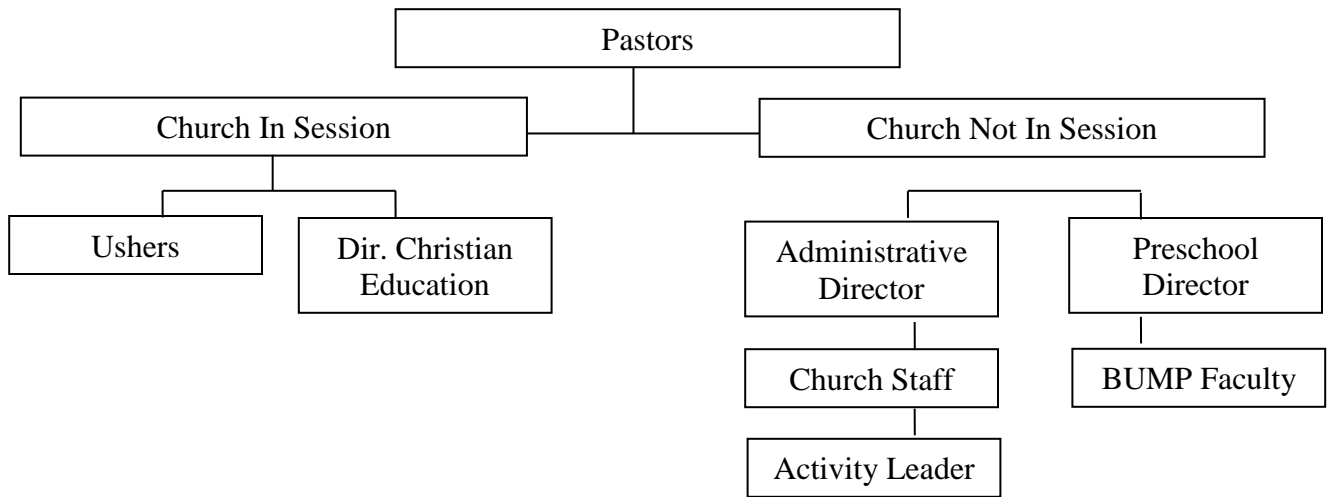 Pastors
Church In Session
Church Not In Session
Ushers
Dir. Christian
Education
Administrative
Director
Preschool
Director
Church Staff
BUMP Faculty
Activity Leader